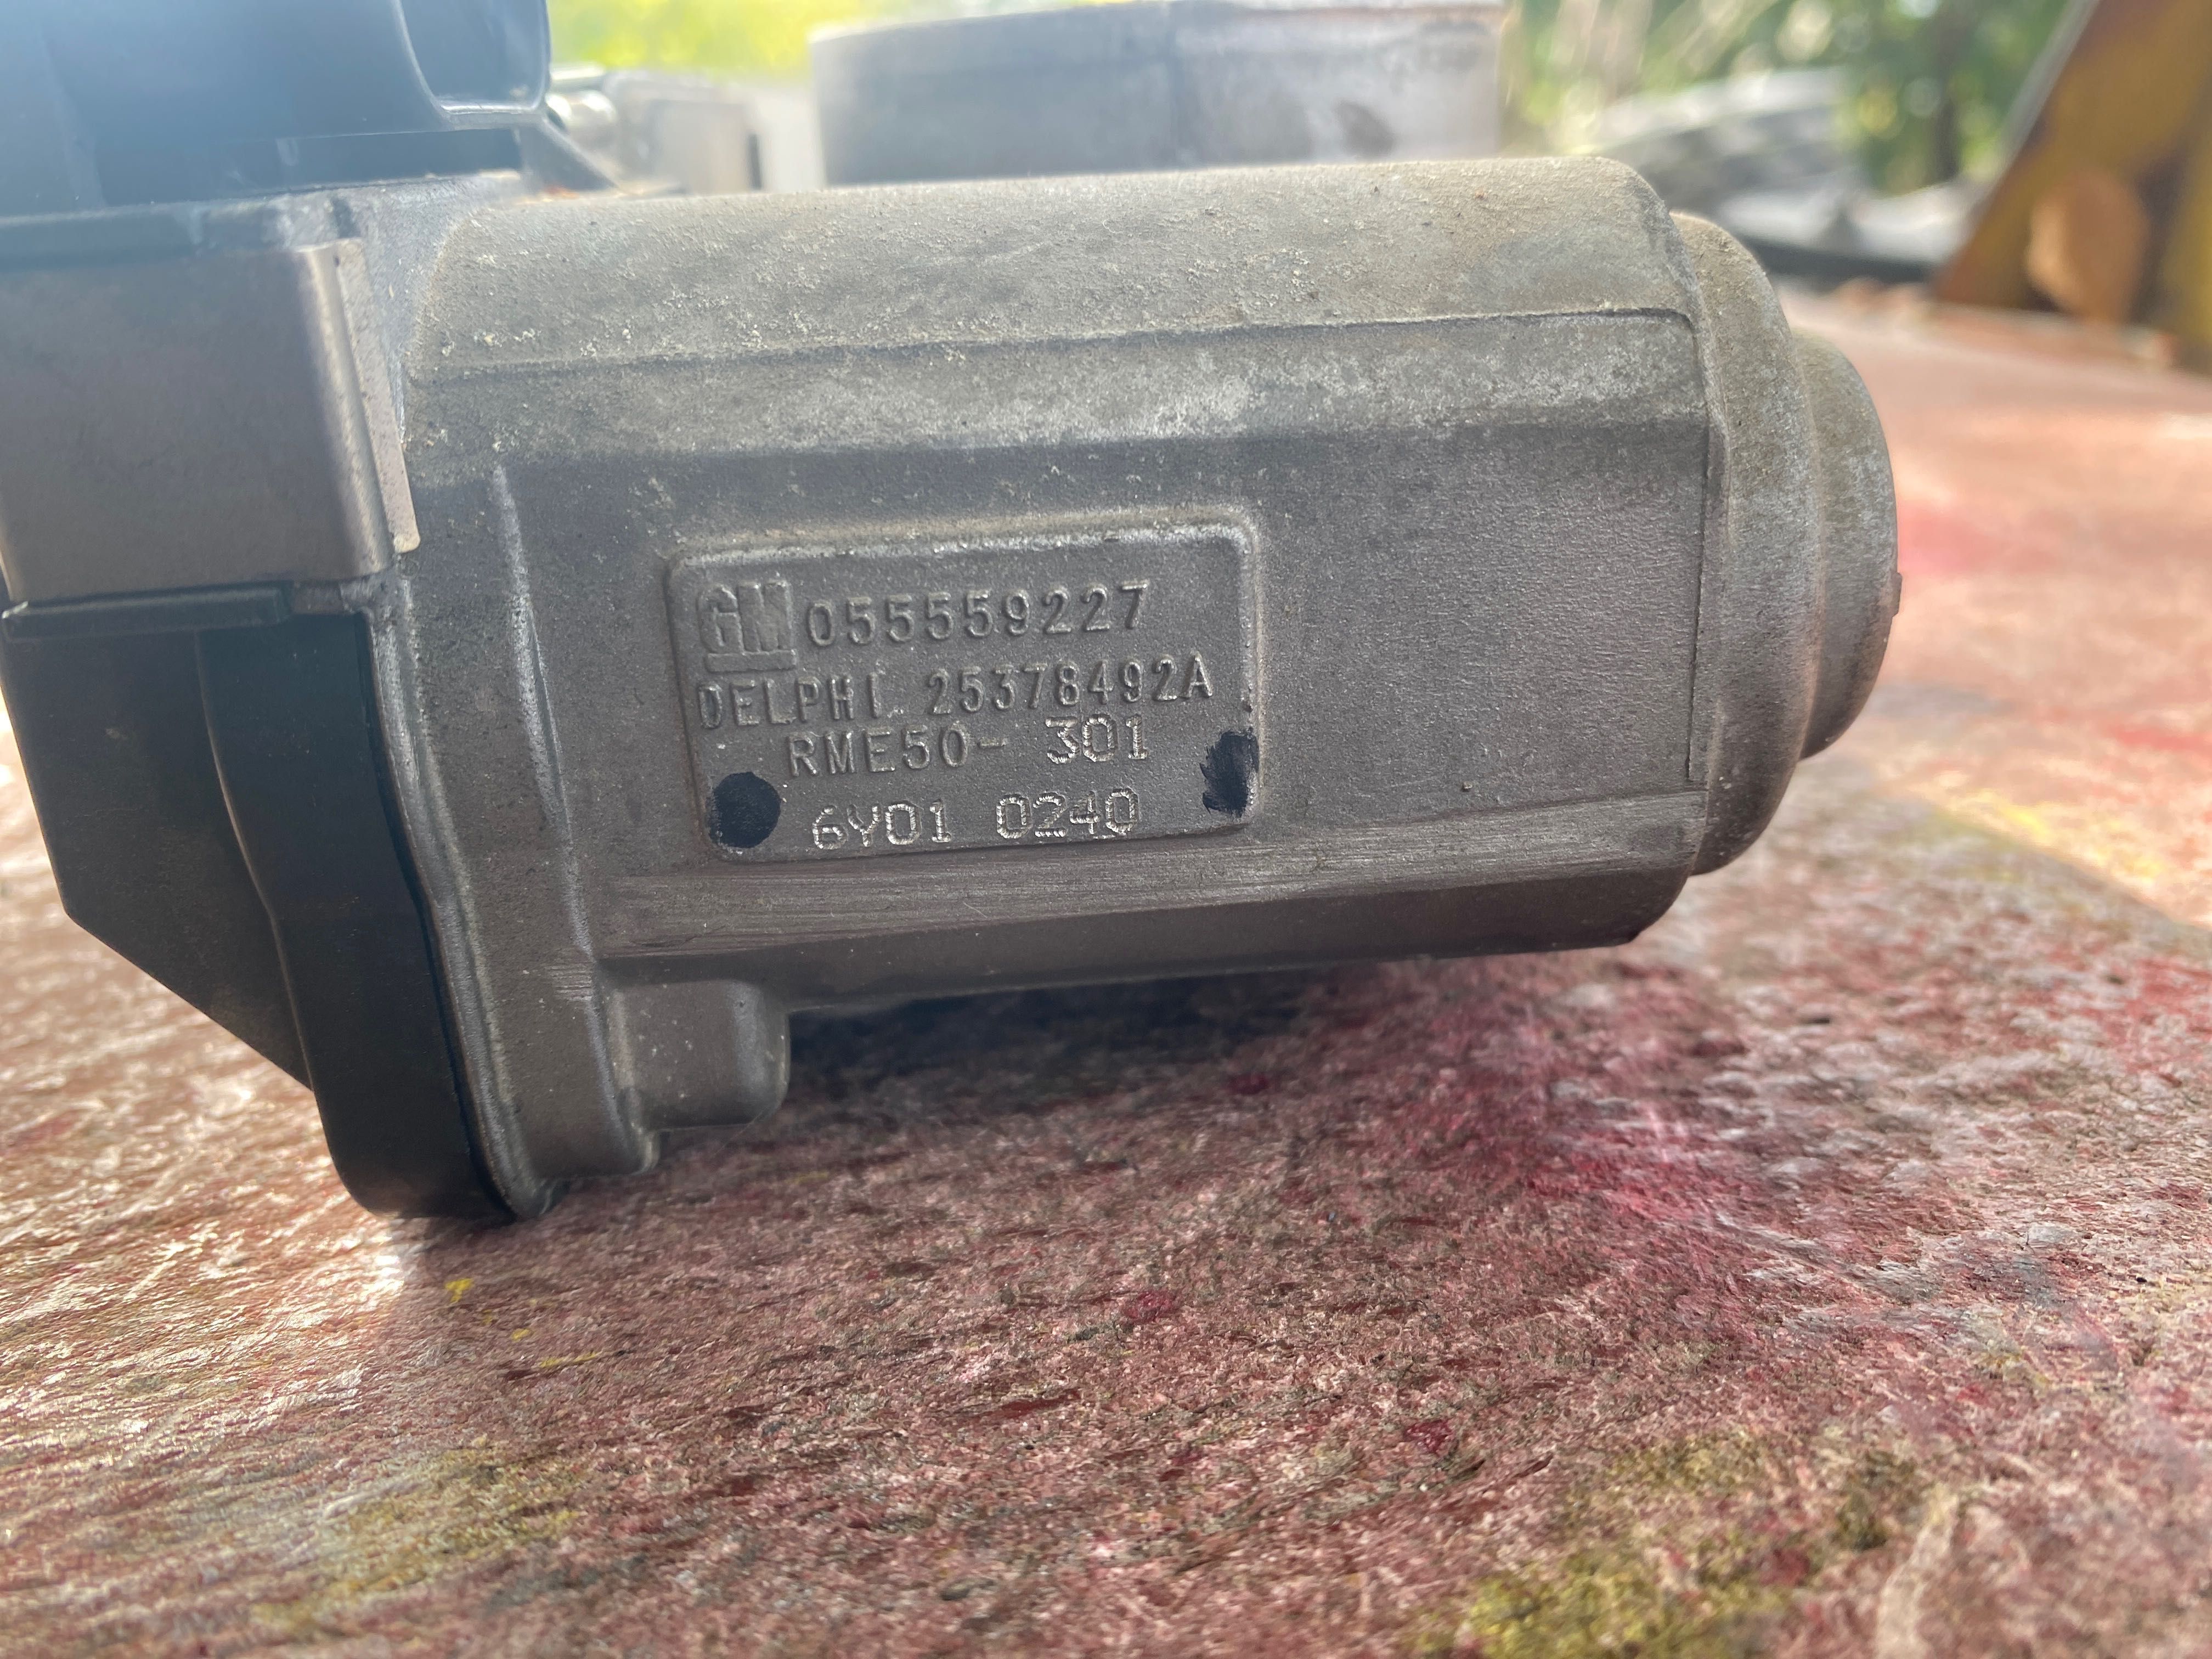 GM 055559227
DELPHI 25378492A
RME50- 301
6Y01 0240